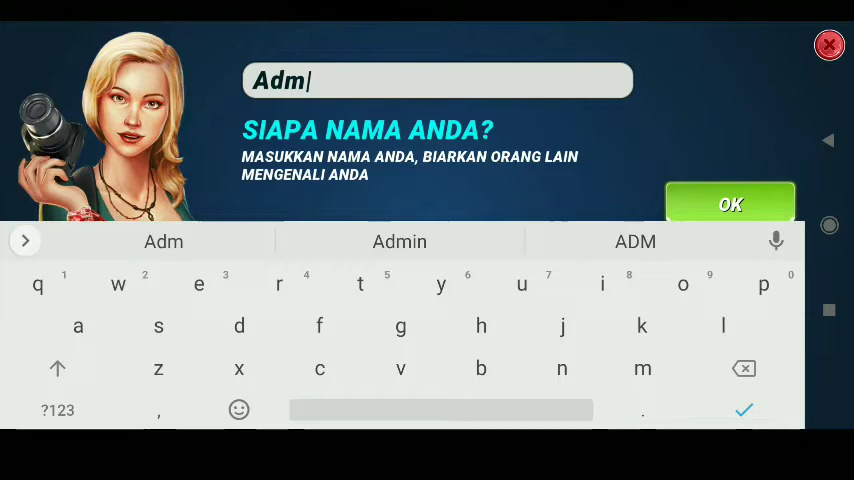 Adm
SIAPA NAMA ANDA?
MASUKKAN NAMA ANDA, BIARKAN ORANG LAIN
MENGENALI ANDA
OK
Adm Admin ADM
q 1 w 2 e 3 r 4 t 5 y 6 u 7 i 8 o 9 p 0
a s d f g h j k l
z x c v b n m
?123 , .